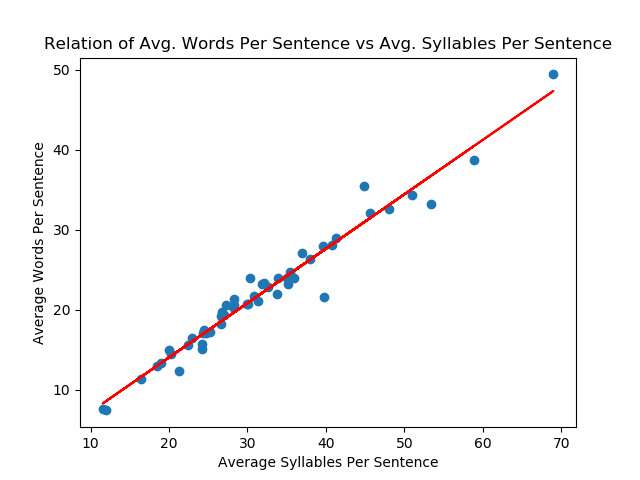 Relation of Avg. Words Per Sentence vs Avg. Syllables Per Sentence
50
40
30
20
10
Average Words Per Sentence
10 20 30 40 50 60 70
Average Syllables Per Sentence